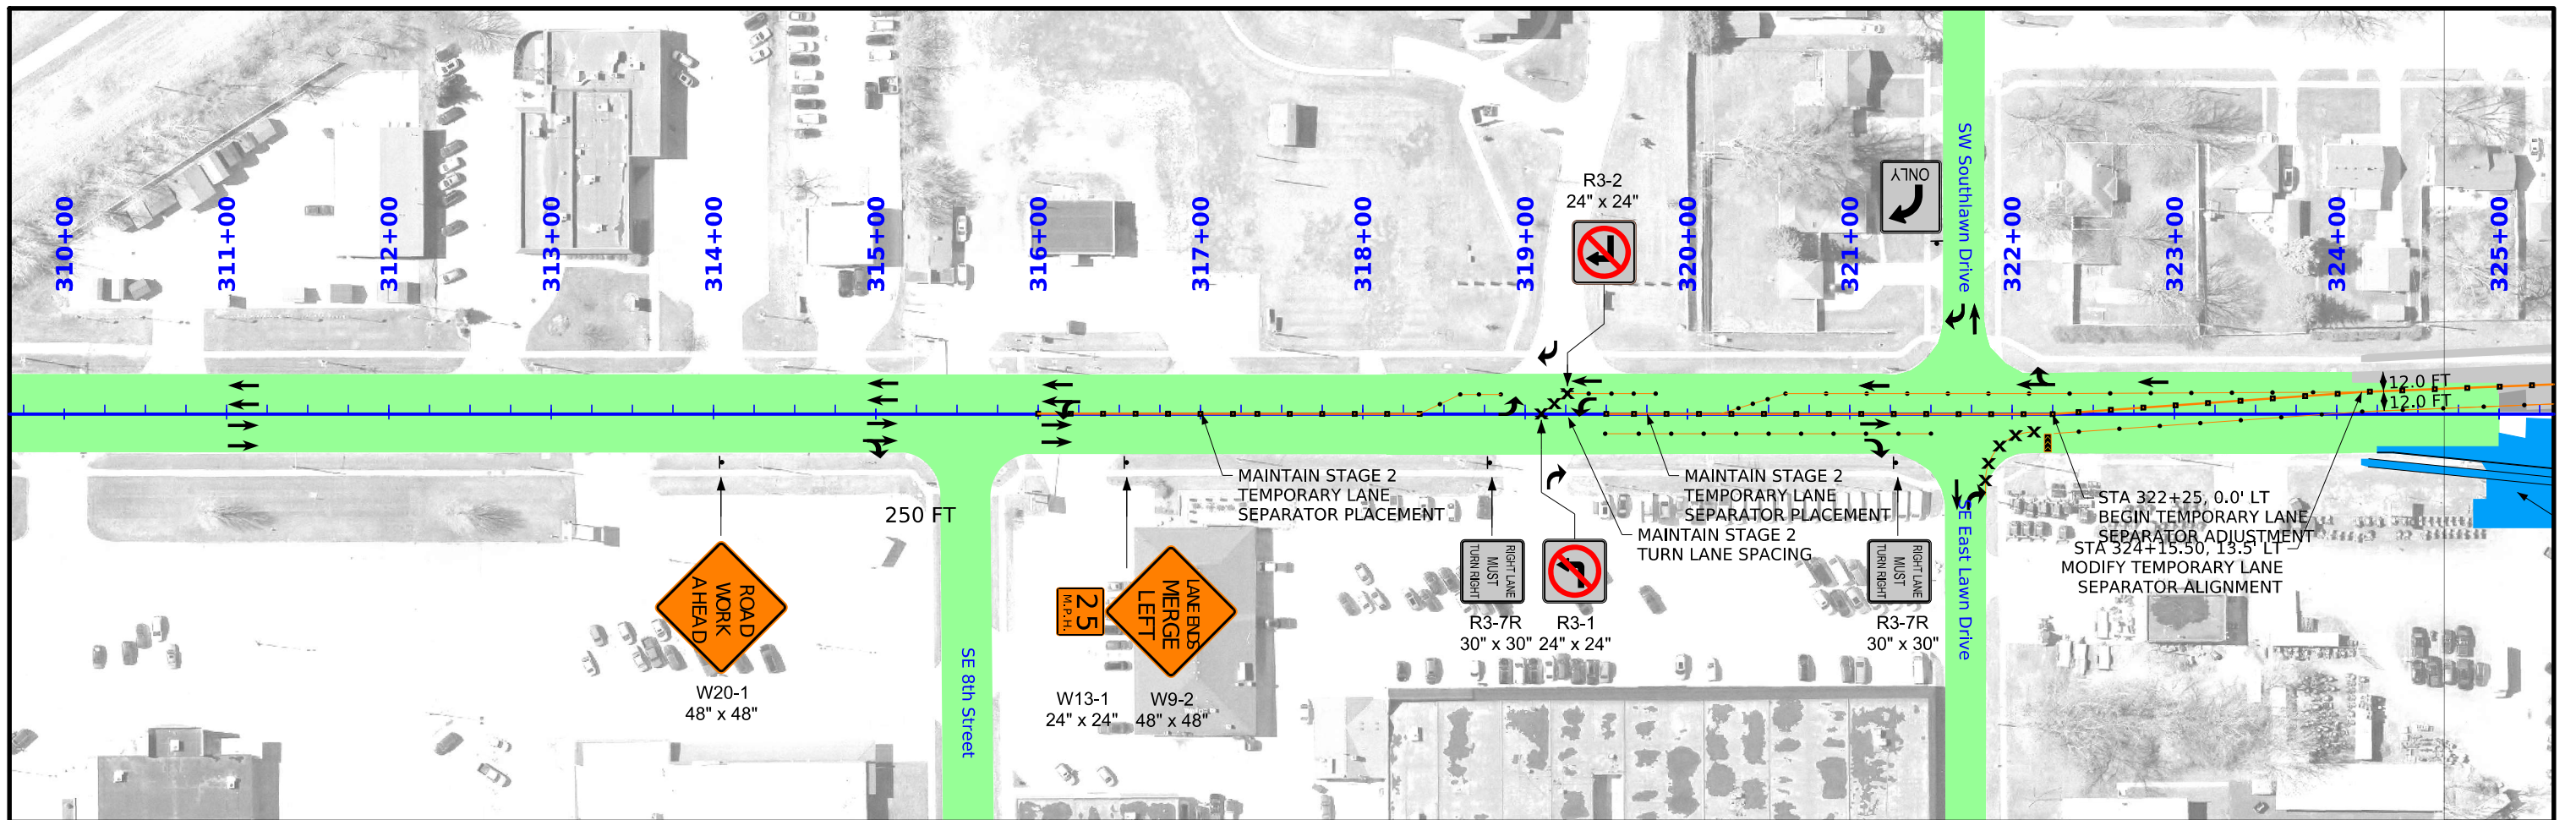 310+00
311+00
312+00
313+00
314+00
315+00
316+00
317+00
318+00
319+00
320+00
321+00
322+00
323+00
324+00
325+00
R3-2
24" x 24"
ONLY
SW Southlawn Drive
12.0 FT
12.0 FT
250 FT
MAINTAIN STAGE 2
TEMPORARY LANE
SEPARATOR PLACEMENT
MAINTAIN STAGE 2
TEMPORARY LANE
SEPARATOR PLACEMENT
MAINTAIN STAGE 2
TURN LANE SPACING
STA 322+25, 0.0' LT
BEGIN TEMPORARY LANE
SEPARATOR ADJUSTMENT
STA 324+15.50, 13.5' LT
MODIFY TEMPORARY LANE
SEPARATOR ALIGNMENT
ROAD
WORK
AHEAD
W20-1
48" x 48"
SE 8th Street
25
M.P.H.
W13-1
24" x 24"
LANE ENDS
MERGE
LEFT
W9-2
48" x 48"
RIGHT LANE
MUST
TURN RIGHT
R3-7R
30" x 30"
R3-1
24" x 24"
RIGHT LANE
MUST
TURN RIGHT
R3-7R
30" x 30"
SE East Lawn Drive